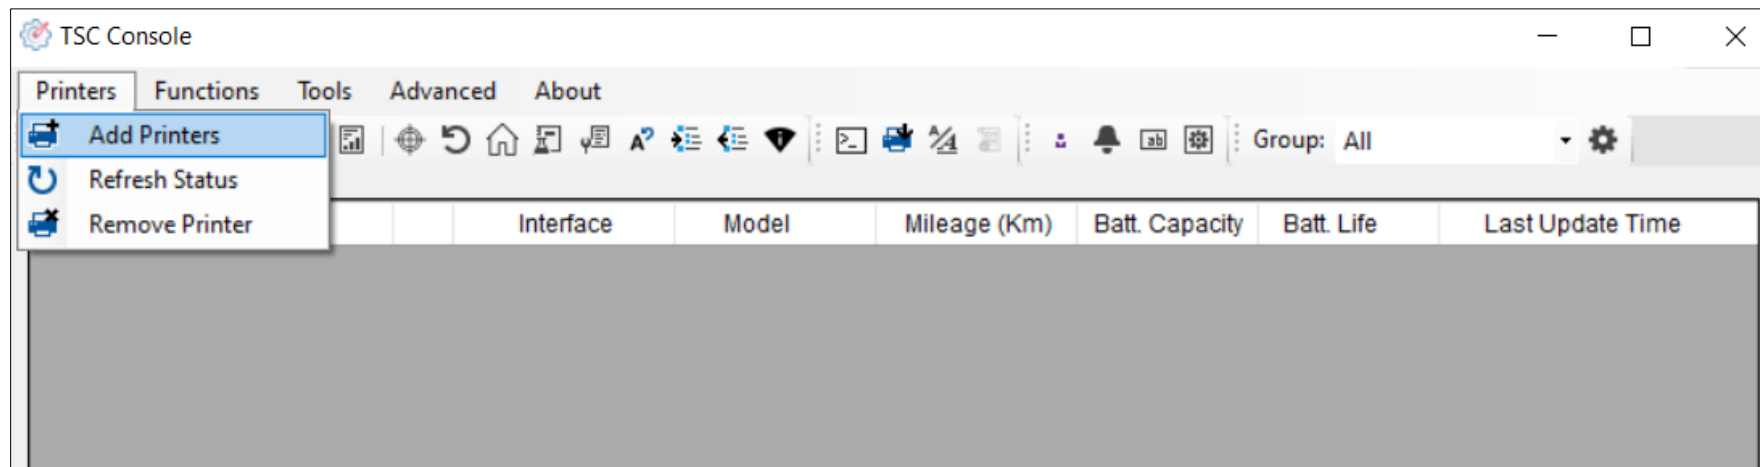 TSC Console
Printers Functions Tools Advanced About
Add Printers
Group: All
Refresh Status
Remove Printer
Interface Model Mileage (Km) Batt. Capacity Batt. Life Last Update Time